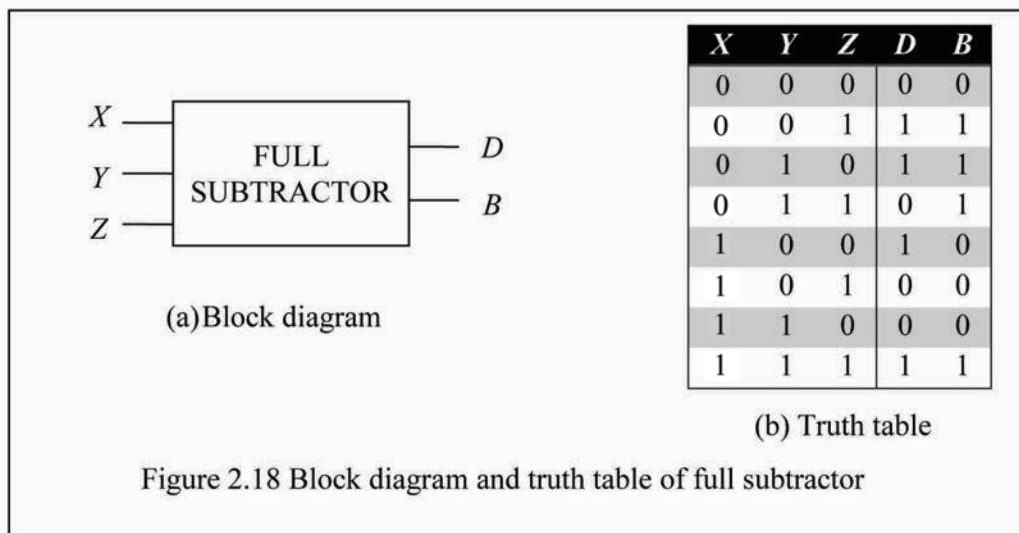 X
Y
Z
FULL
SUBTRACTOR
D
B
(a)Block diagram
X Y Z D B
0 0 0 0 0
0 0 1 1 1
0 1 0 1 1
0 1 1 0 1
1 0 0 1 0
1 0 1 0 0
1 1 0 0 0
1 1 1 1 1
(b) Truth table
Figure 2.18 Block diagram and truth table of full subtractor